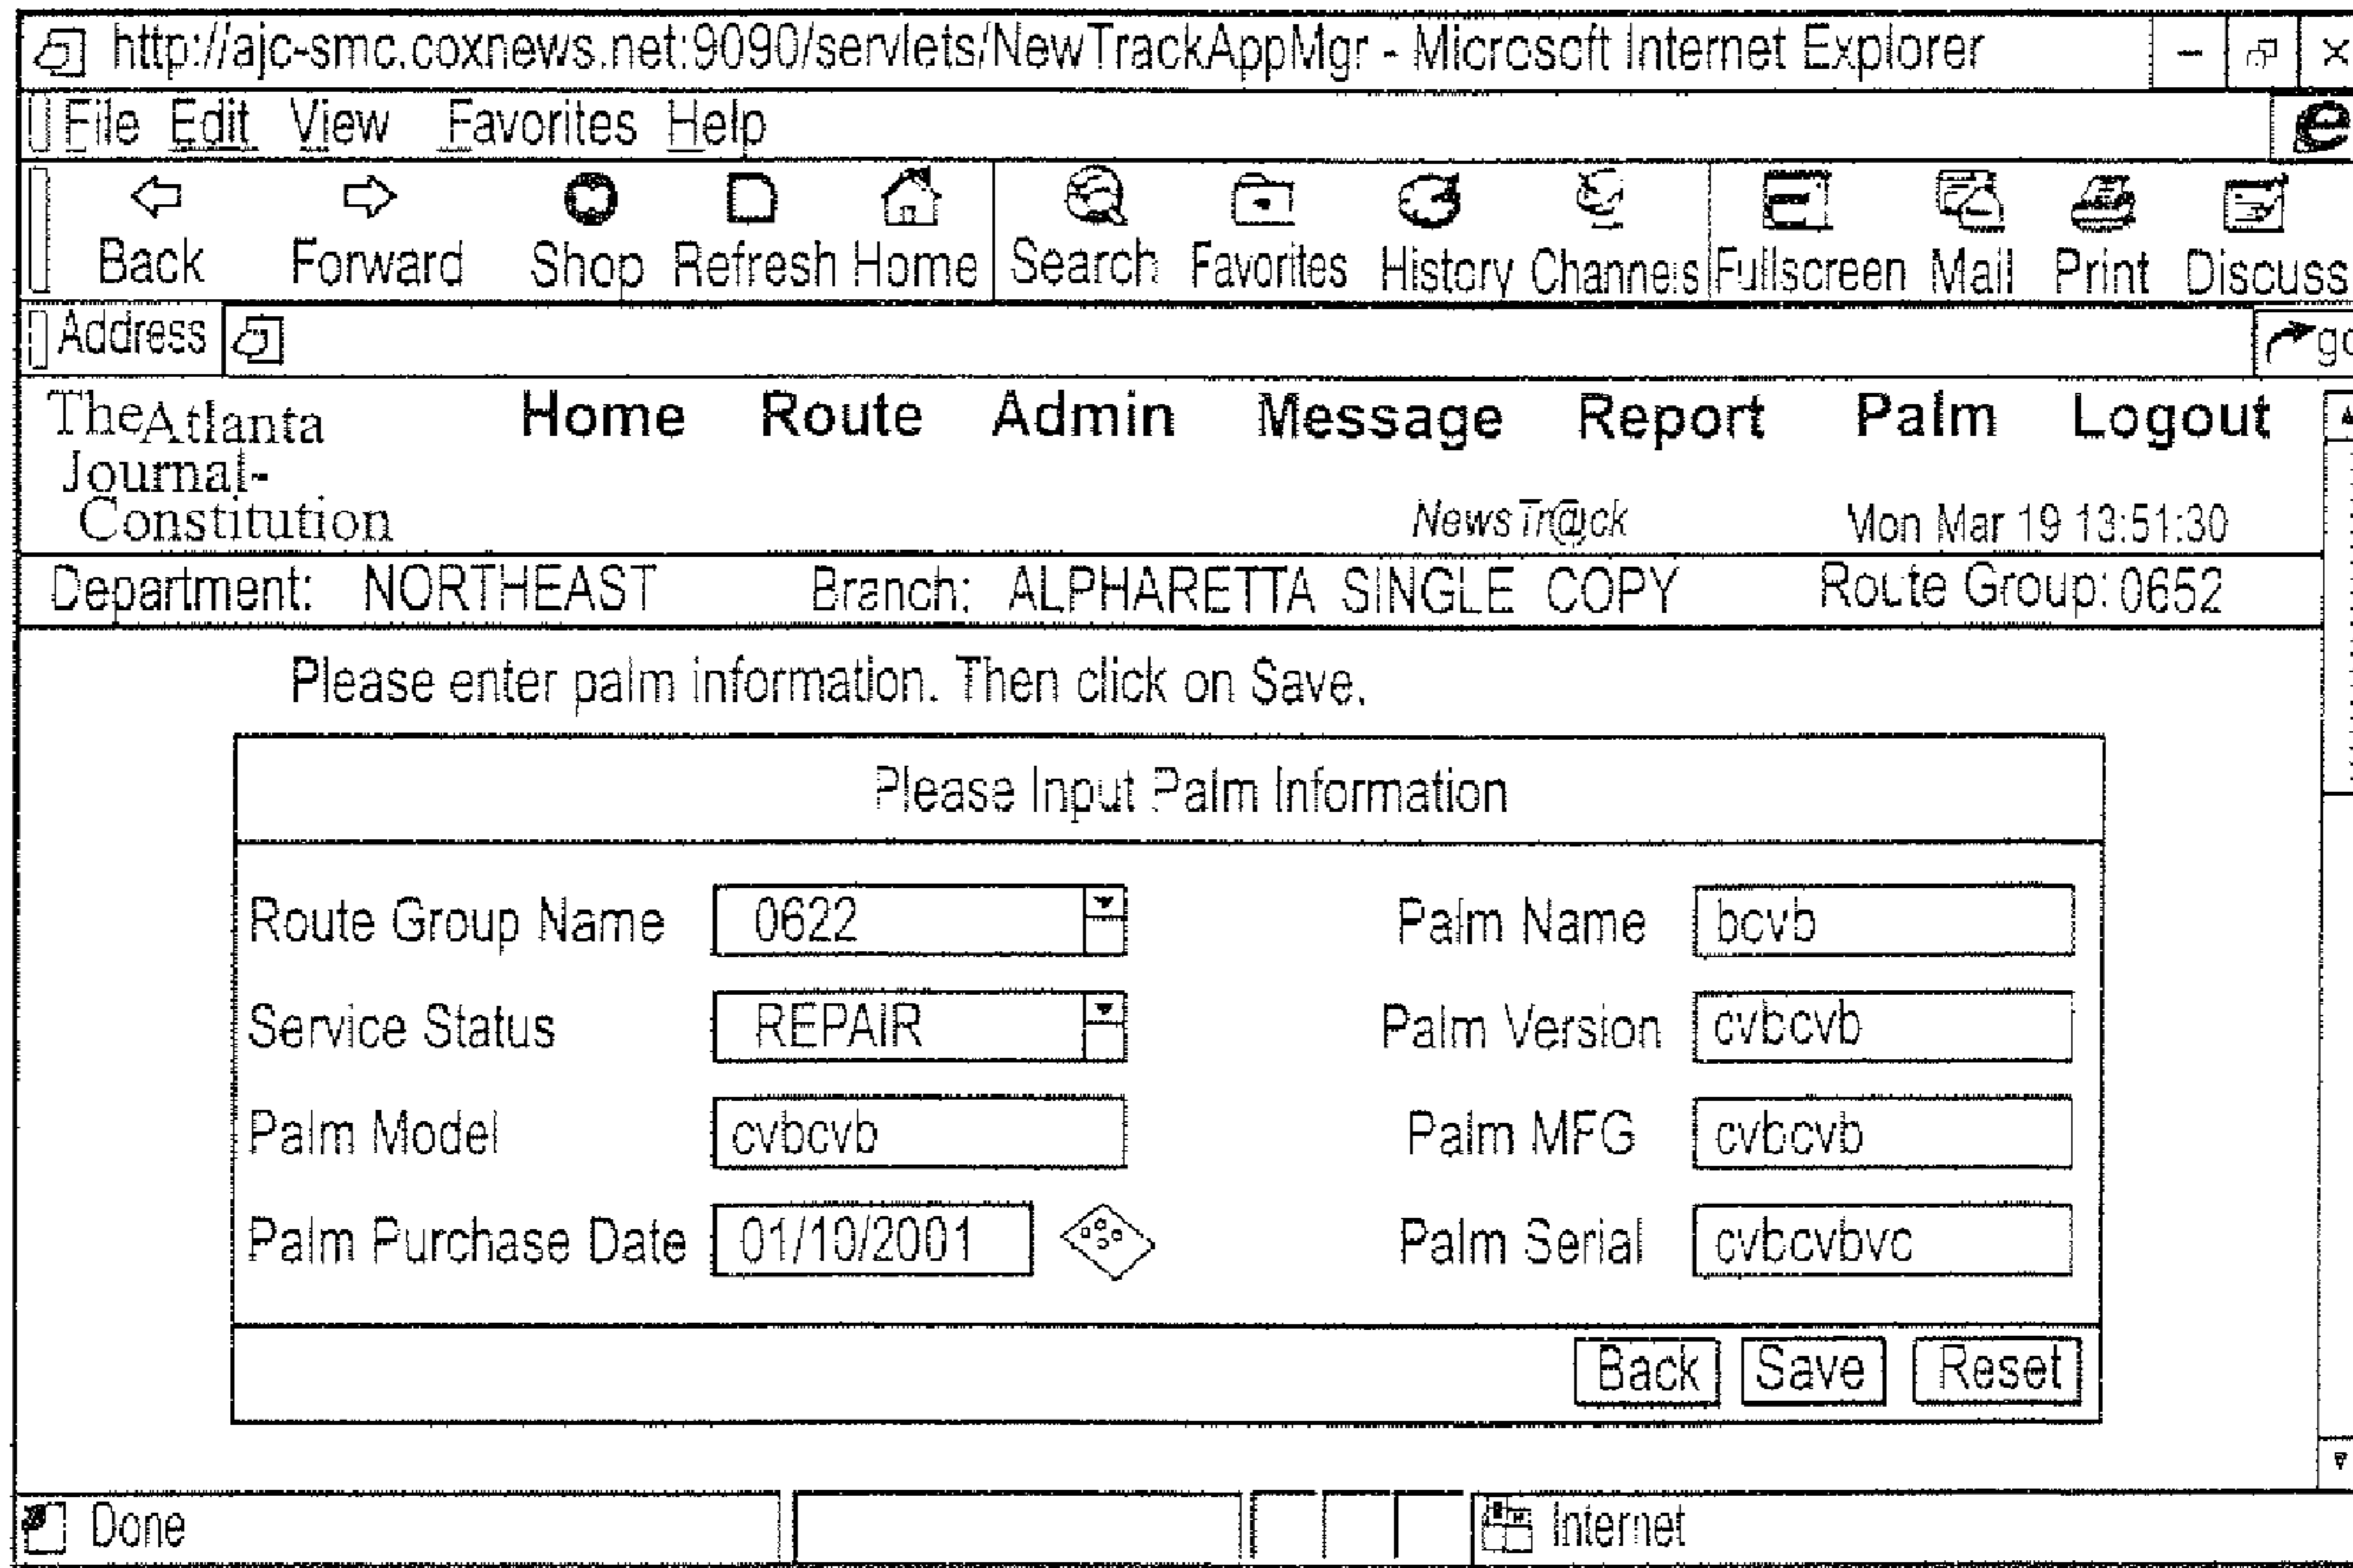 http://ajc-smc.coxnews.net:9090/servlets/NewTrackAppMgr - Microsoft Internet Explorer
File Edit View Favorites Help
Back Forward Shop Refresh Home Search Favorites History Channels Fullscreen Mail Print Discuss
Address go
The Atlanta
Journal-
Constitution
Home Route Admin Message Report Palm Logout
NewsTr@ck Mon Mar 19 13:51:30
Department: NORTHEAST Branch: ALPHARETTA SINGLE COPY Route Group: 0652
Please enter palm information. Then click on Save.
Please Input Palm Information
Route Group Name 0622 Palm Name bcvb
Service Status REPAIR Palm Version cvbcvb
Palm Model cvbcvb Palm MFG cvbcvb
Palm Purchase Date 01/10/2001 Palm Serial cvbcvbvc
Back Save Reset
Done Internet